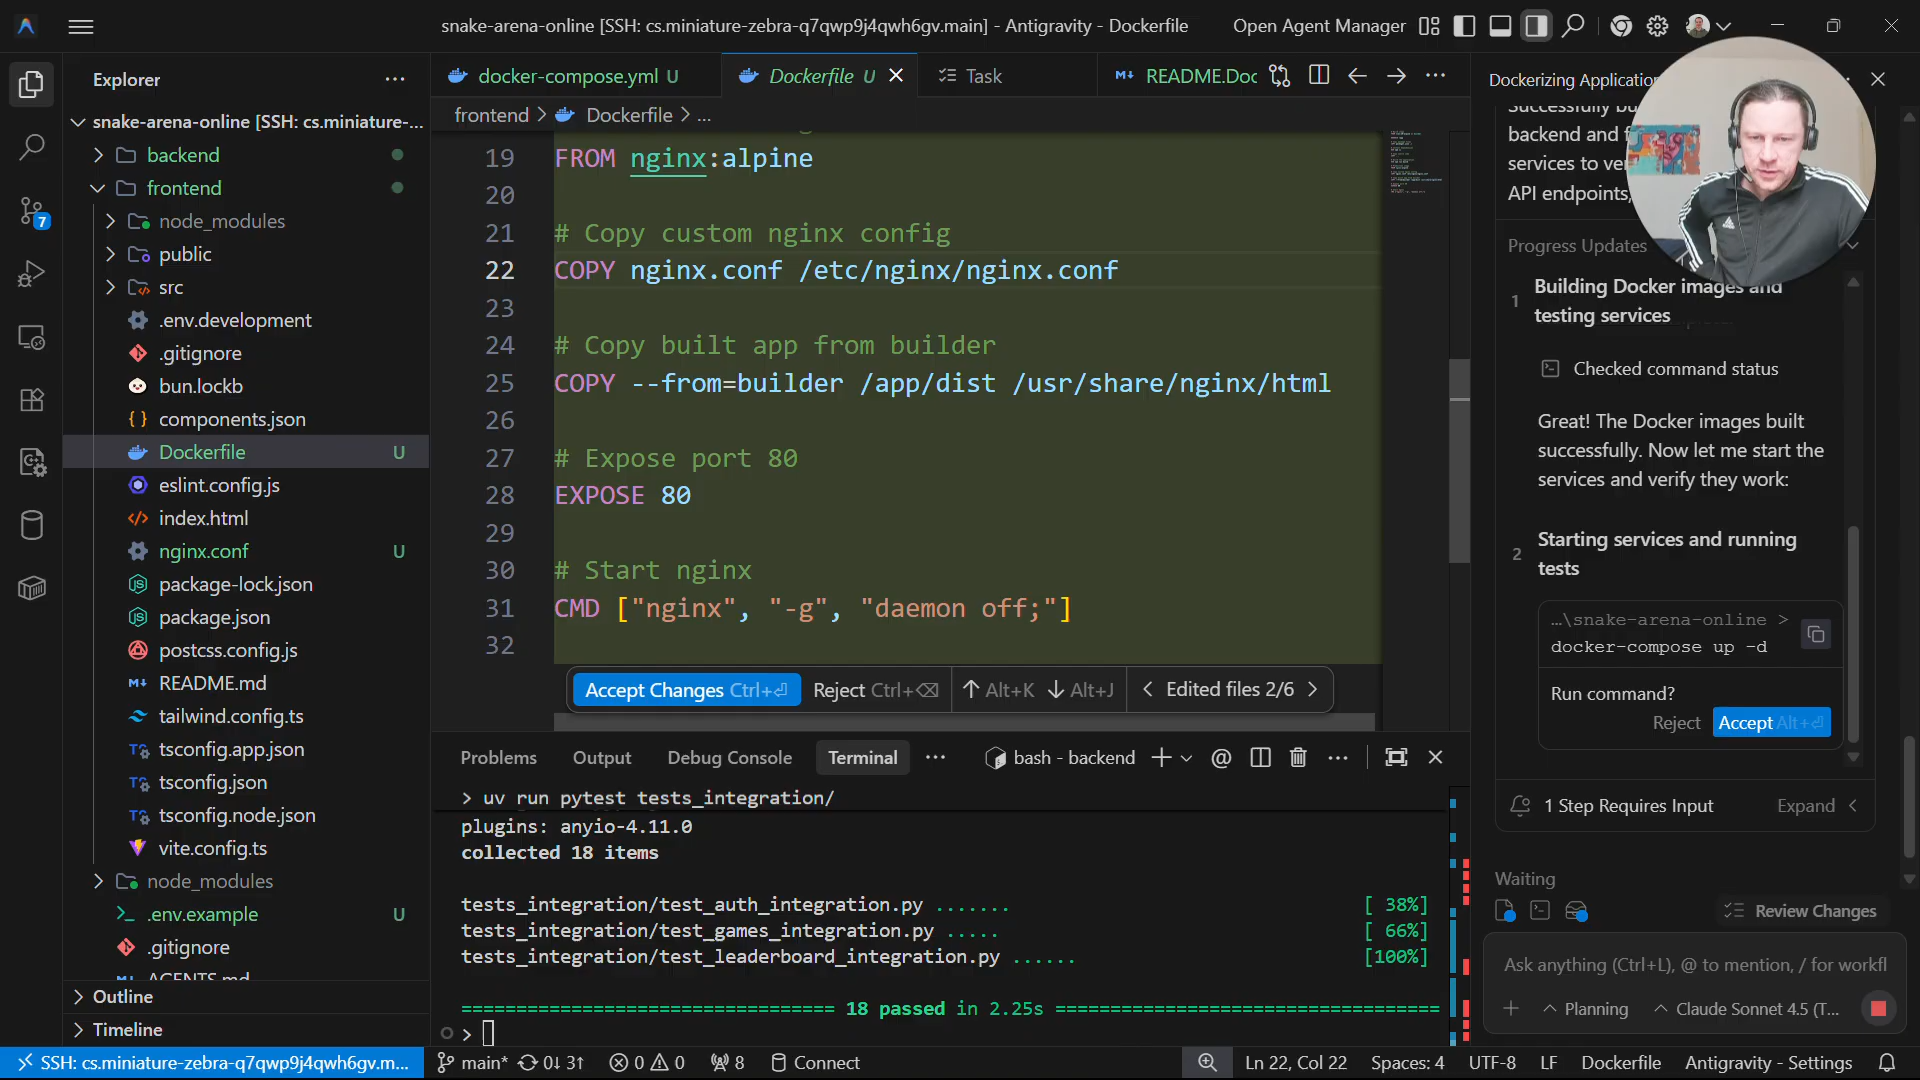 snake-arena-online [SSH: cs.miniature-zebra-q7qwp9j4qwh6gv.main] - Antigravity - Dockerfile
Open Agent Manager
Explorer
snake-arena-online [SSH: cs.miniature-...
backend
frontend
node_modules
public
src
.env.development
.gitignore
bun.lockb
components.json
Dockerfile U
eslint.config.js
index.html
nginx.conf U
package-lock.json
package.json
postcss.config.js
README.md
tailwind.config.ts
tsconfig.app.json
tsconfig.json
tsconfig.node.json
vite.config.ts
node_modules
.env.example U
.gitignore
AGENTS.md
Outline
Timeline
7
docker-compose.yml U
Dockerfile U
Task
README.Doc
frontend > Dockerfile > ...
19 FROM nginx:alpine
20
21 # Copy custom nginx config
22 COPY nginx.conf /etc/nginx/nginx.conf
23
24 # Copy built app from builder
25 COPY --from=builder /app/dist /usr/share/nginx/html
26
27 # Expose port 80
28 EXPOSE 80
29
30 # Start nginx
31 CMD ["nginx", "-g", "daemon off;"]
32
Accept Changes Ctrl+⏎ Reject Ctrl+⌫ ↑ Alt+K ↓ Alt+J < Edited files 2/6 >
Problems Output Debug Console Terminal ... bash - backend
> uv run pytest tests_integration/
plugins: anyio-4.11.0
collected 18 items
tests_integration/test_auth_integration.py ....... [ 38%]
tests_integration/test_games_integration.py ..... [ 66%]
tests_integration/test_leaderboard_integration.py ...... [100%]
================================== 18 passed in 2.25s ==================================
>
Dockerizing Application
Successfully
backend and
services to
API endpoints,
Progress Updates
1 Building Docker images and
testing services
Checked command status
Great! The Docker images built
successfully. Now let me start the
services and verify they work:
2 Starting services and running
tests
...\snake-arena-online >
docker-compose up -d
Run command?
Reject Accept Alt+⏎
1 Step Requires Input Expand <
Waiting
Review Changes
Ask anything (Ctrl+L), @ to mention, / for workfl
Planning Claude Sonnet 4.5 (T...
SSH: cs.miniature-zebra-q7qwp9j4qwh6gv.m... main* 0↓ 3↑ 0 0 8 Connect Ln 22, Col 22 Spaces: 4 UTF-8 LF Dockerfile Antigravity - Settings